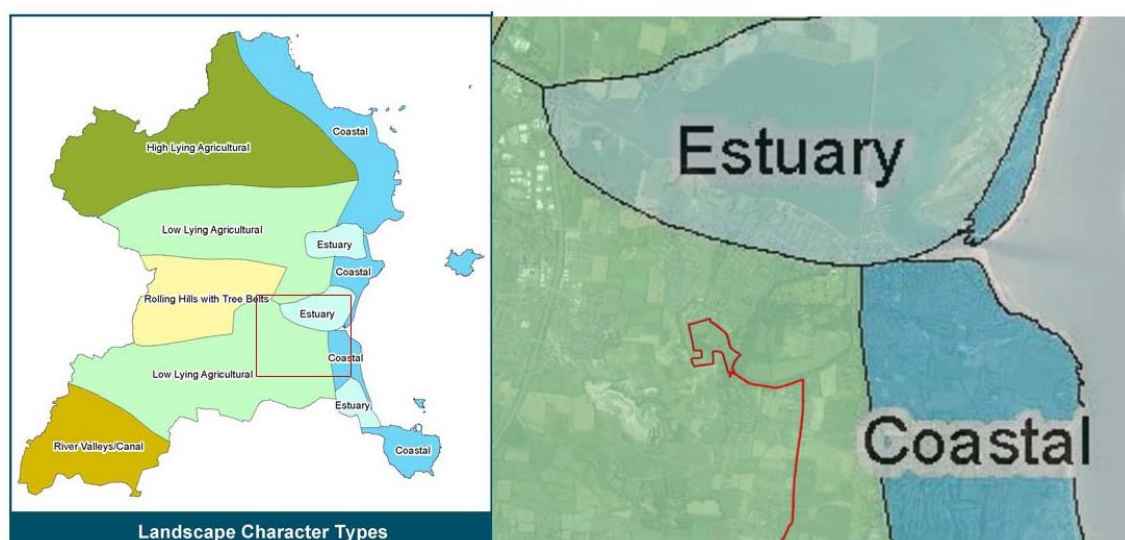 Coastal
High Lying Agricultural
Low Lying Agricultural
Estuary
Coastal
Rolling Hills with Tree Belts
Estuary
Coastal
Low Lying Agricultural
Estuary
River Valleys/Canal
Coastal
Landscape Character Types
Estuary
Coastal